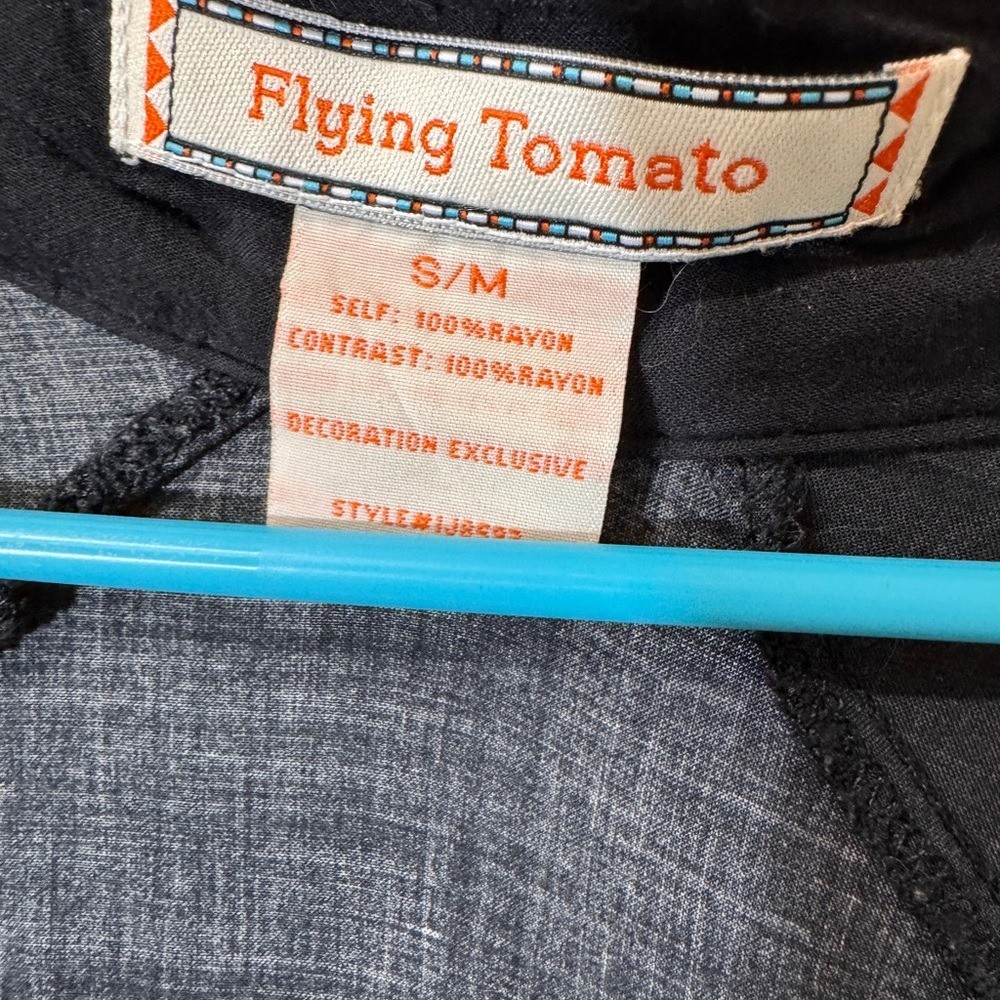 Flying Tomato
S/M
SELF: 100%RAYON
CONTRAST: 100%RAYON
DECORATION EXCLUSIVE